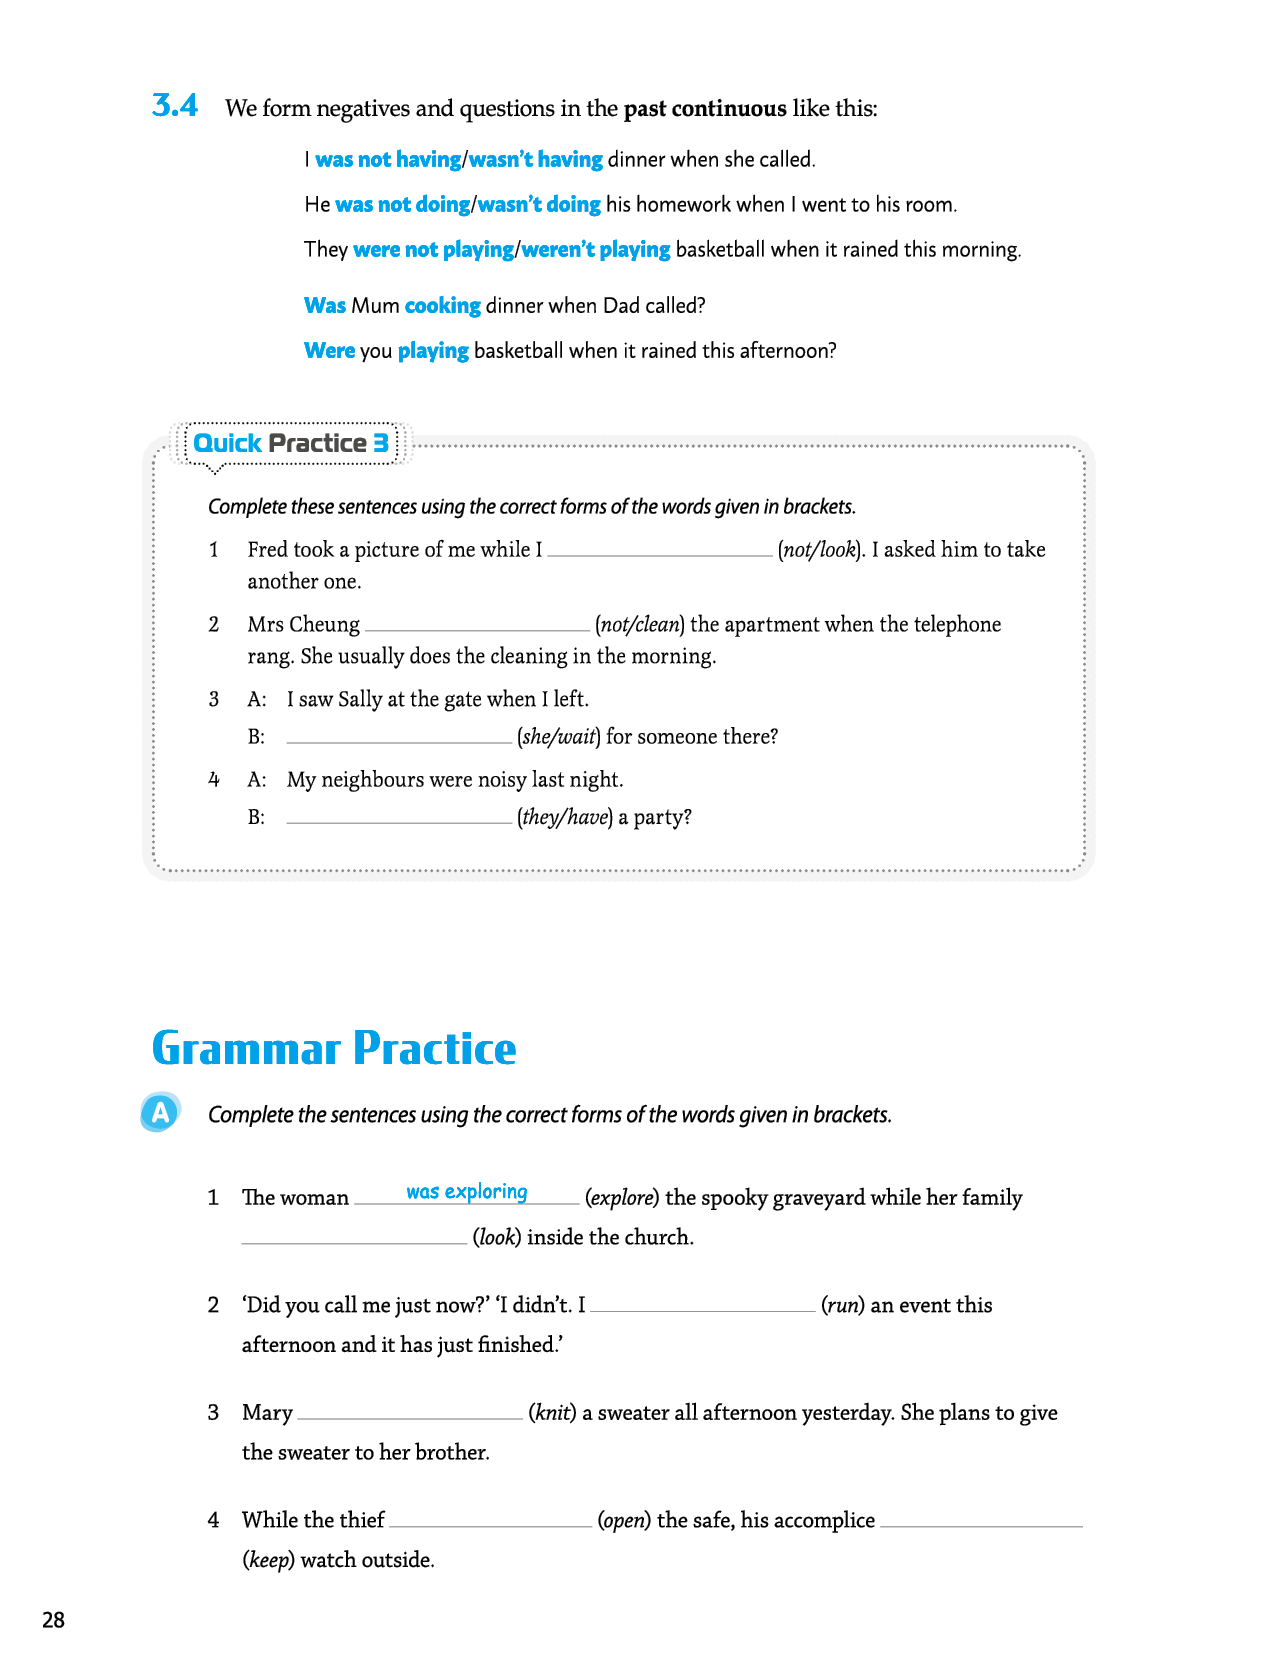 3.4 We form negatives and questions in the past continuous like this:
I was not having/wasn't having dinner when she called.
He was not doing/wasn't doing his homework when I went to his room.
They were not playing/weren't playing basketball when it rained this morning.
Was Mum cooking dinner when Dad called?
Were you playing basketball when it rained this afternoon?
Quick Practice 3
Complete these sentences using the correct forms of the words given in brackets.
1 Fred took a picture of me while I ____________________ (not/look). I asked him to take
another one.
2 Mrs Cheung ____________________ (not/clean) the apartment when the telephone
rang. She usually does the cleaning in the morning.
3 A: I saw Sally at the gate when I left.
B: ____________________ (she/wait) for someone there?
4 A: My neighbours were noisy last night.
B: ____________________ (they/have) a party?
Grammar Practice
A Complete the sentences using the correct forms of the words given in brackets.
1 The woman was exploring (explore) the spooky graveyard while her family
____________________ (look) inside the church.
2 ‘Did you call me just now?’ ‘I didn’t. I ____________________ (run) an event this
afternoon and it has just finished.’
3 Mary ____________________ (knit) a sweater all afternoon yesterday. She plans to give
the sweater to her brother.
4 While the thief ____________________ (open) the safe, his accomplice ____________________
(keep) watch outside.
28